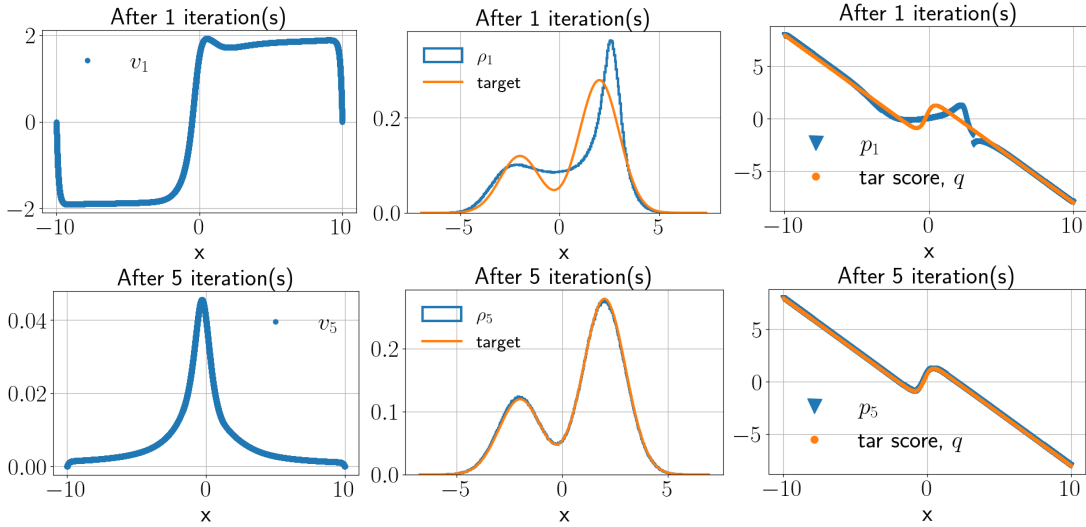 After 1 iteration(s)
2
0
−2
v₁
−10
0
10
x
After 1 iteration(s)
ρ₁
target
0.2
0.0
−5
0
5
x
After 1 iteration(s)
5
0
−5
p₁
tar score, q
−10
0
10
x
After 5 iteration(s)
0.04
0.02
0.00
v₅
−10
0
10
x
After 5 iteration(s)
ρ₅
target
0.2
0.1
0.0
−5
0
5
x
After 5 iteration(s)
5
0
−5
p₅
tar score, q
−10
0
10
x